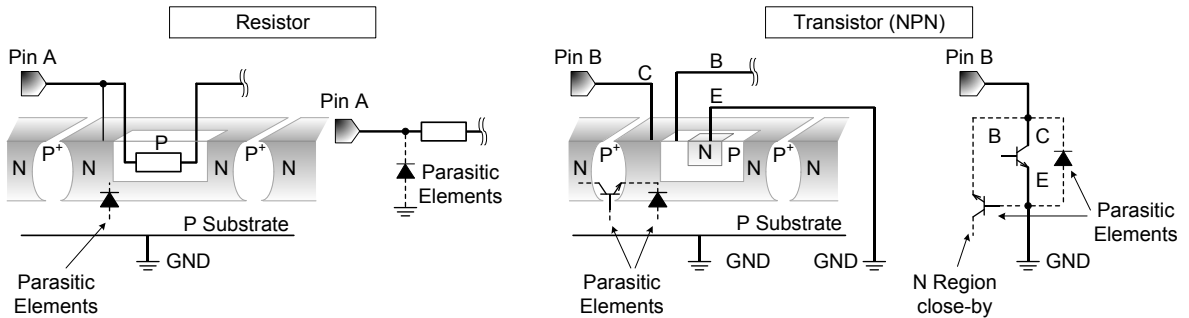 Resistor
Transistor (NPN)
Pin A
Pin B
C
B
E
Pin B
Pin A
N
P+
N
P
N
P+
N
Parasitic
Elements
P Substrate
GND
Parasitic
Elements
N
P+
N
P
P+
N
N
P Substrate
GND
GND
Parasitic
Elements
B
C
E
Parasitic
Elements
GND
N Region
close-by